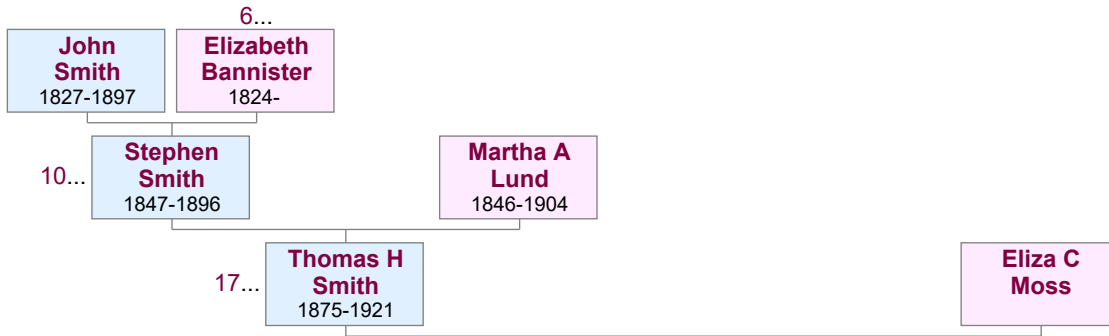 6...
John
Smith
1827-1897
Elizabeth
Bannister
1824-
10...
Stephen
Smith
1847-1896
Martha A
Lund
1846-1904
17...
Thomas H
Smith
1875-1921
Eliza C
Moss